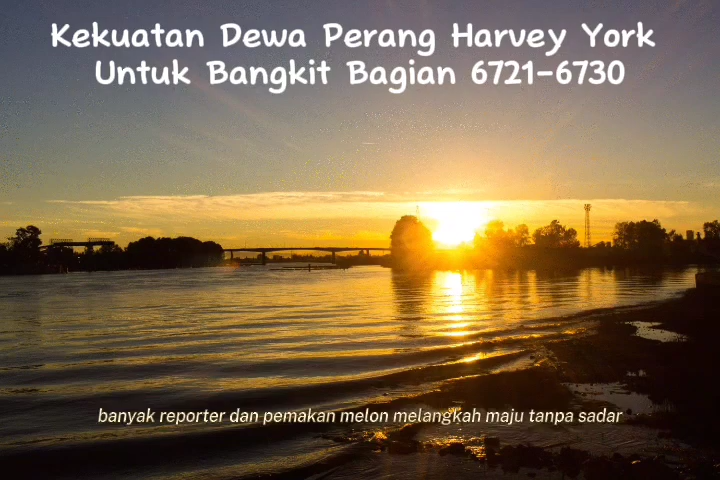 Kekuatan Dewa Perang Harvey York
Untuk Bangkit Bagian 6721-6730
banyak reporter dan pemakan melon melangkah maju tanpa sadar